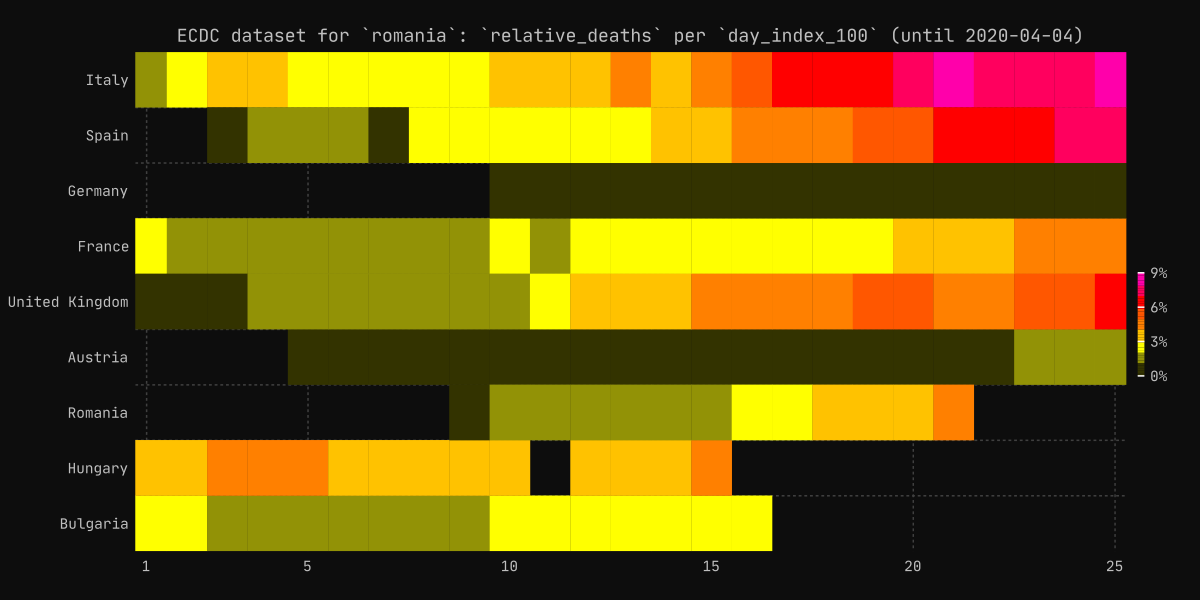 ECDC dataset for `romania`: `relative_deaths` per `day_index_100` (until 2020-04-04)
Italy
Spain
Germany
France
United Kingdom
Austria
Romania
Hungary
Bulgaria
9%
6%
3%
0%
1 5 10 15 20 25